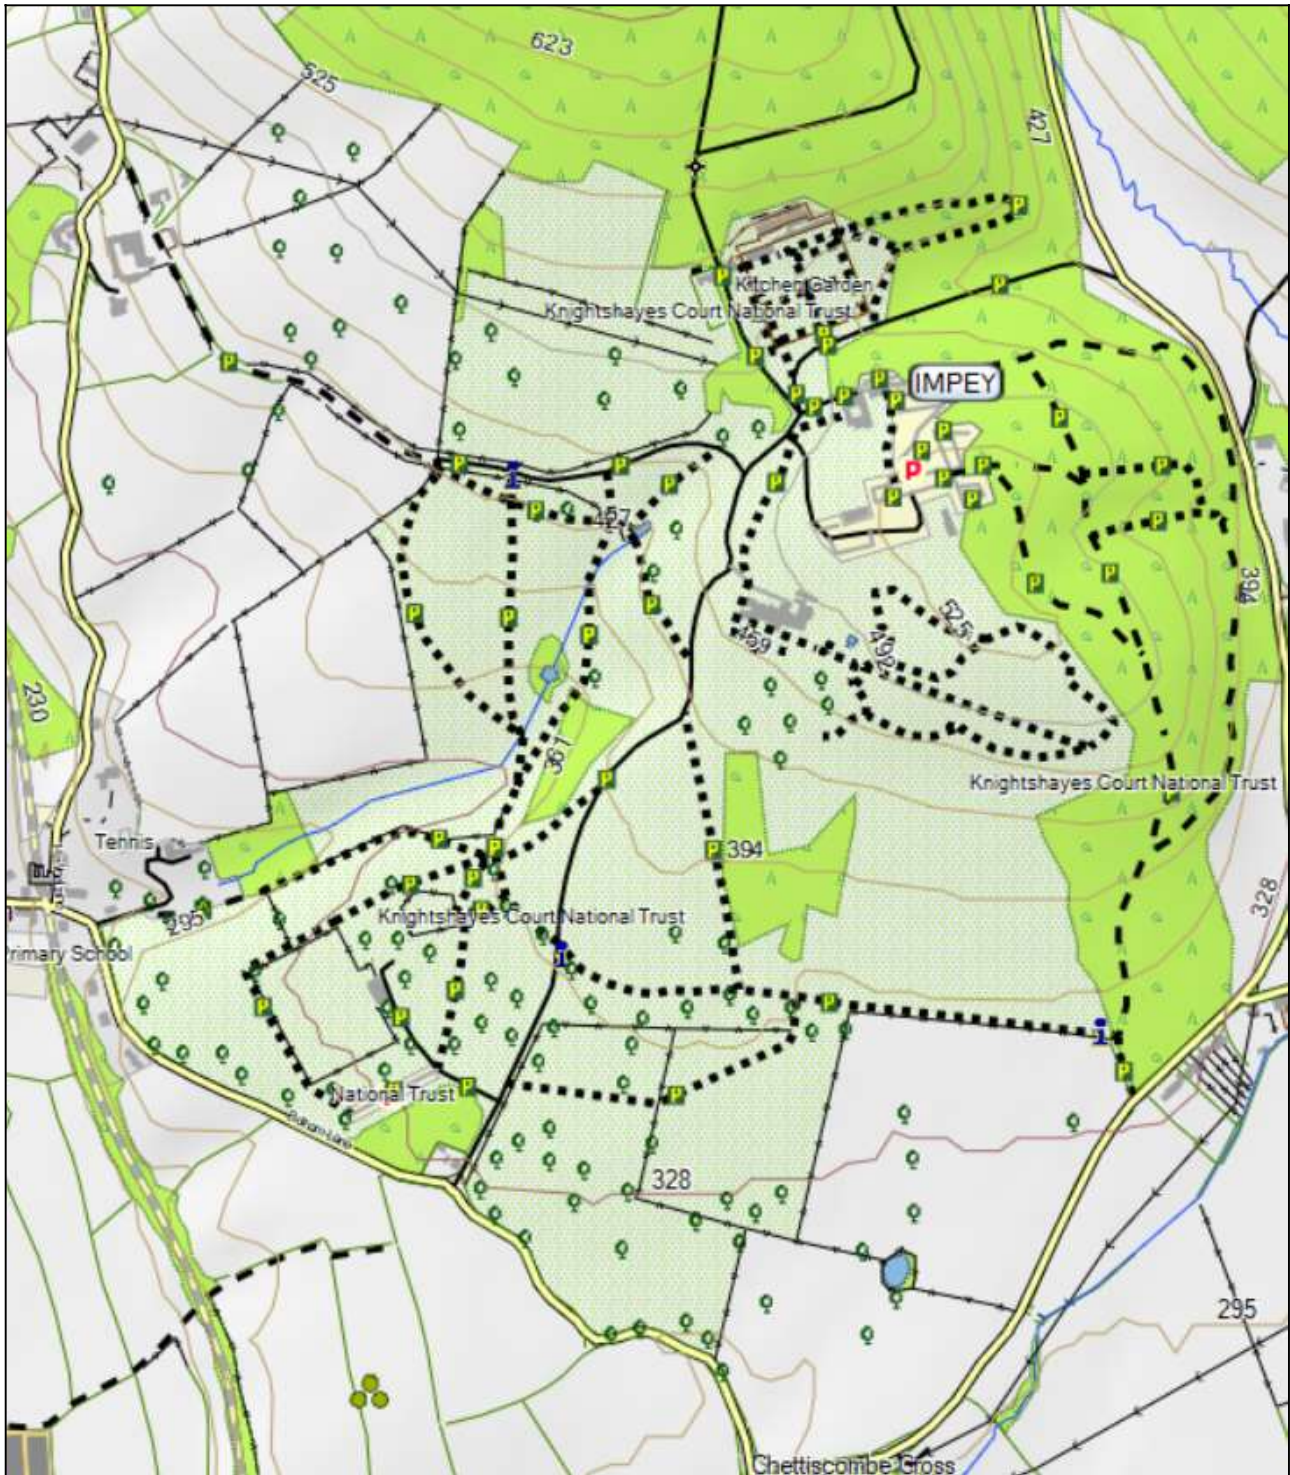 623
525
427
Kitchen Garden
Knightshayes Court National Trust
IMPEY
P
427
394
525
459
492
230
361
Knightshayes Court National Trust
Tennis
394
328
295
Knightshayes Court National Trust
Primary School
National Trust
328
295
Chettiscombe Cross